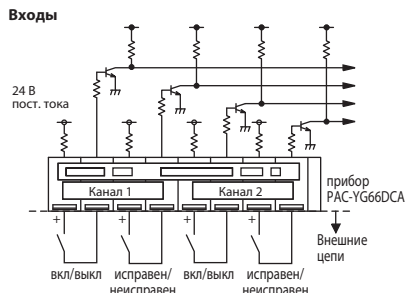 Входы
24 В
пост. тока
Канал 1
Канал 2
прибор
PAC-YG66DCA
+
+
+
+
Внешние
цепи
вкл/выкл
исправен/
неисправен
вкл/выкл
исправен/
неисправен